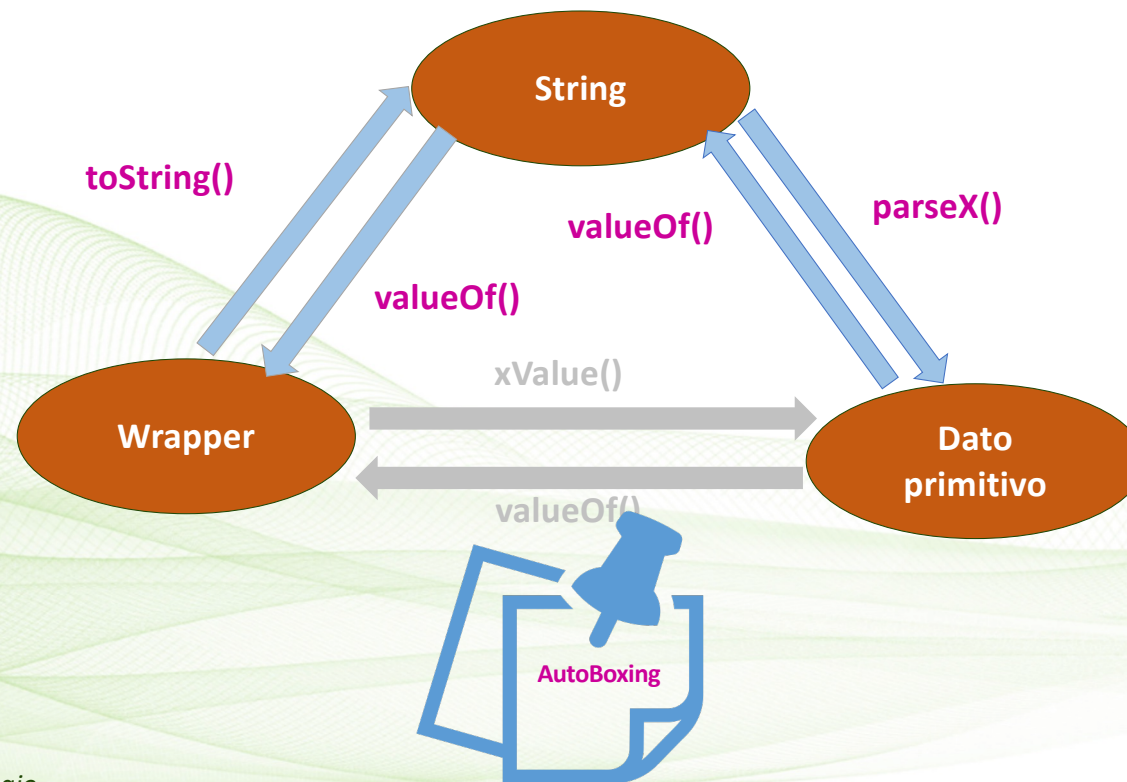 String
toString()
valueOf()
parseX()
valueOf()
xValue()
Wrapper
Dato
primitivo
valueOf()
AutoBoxing